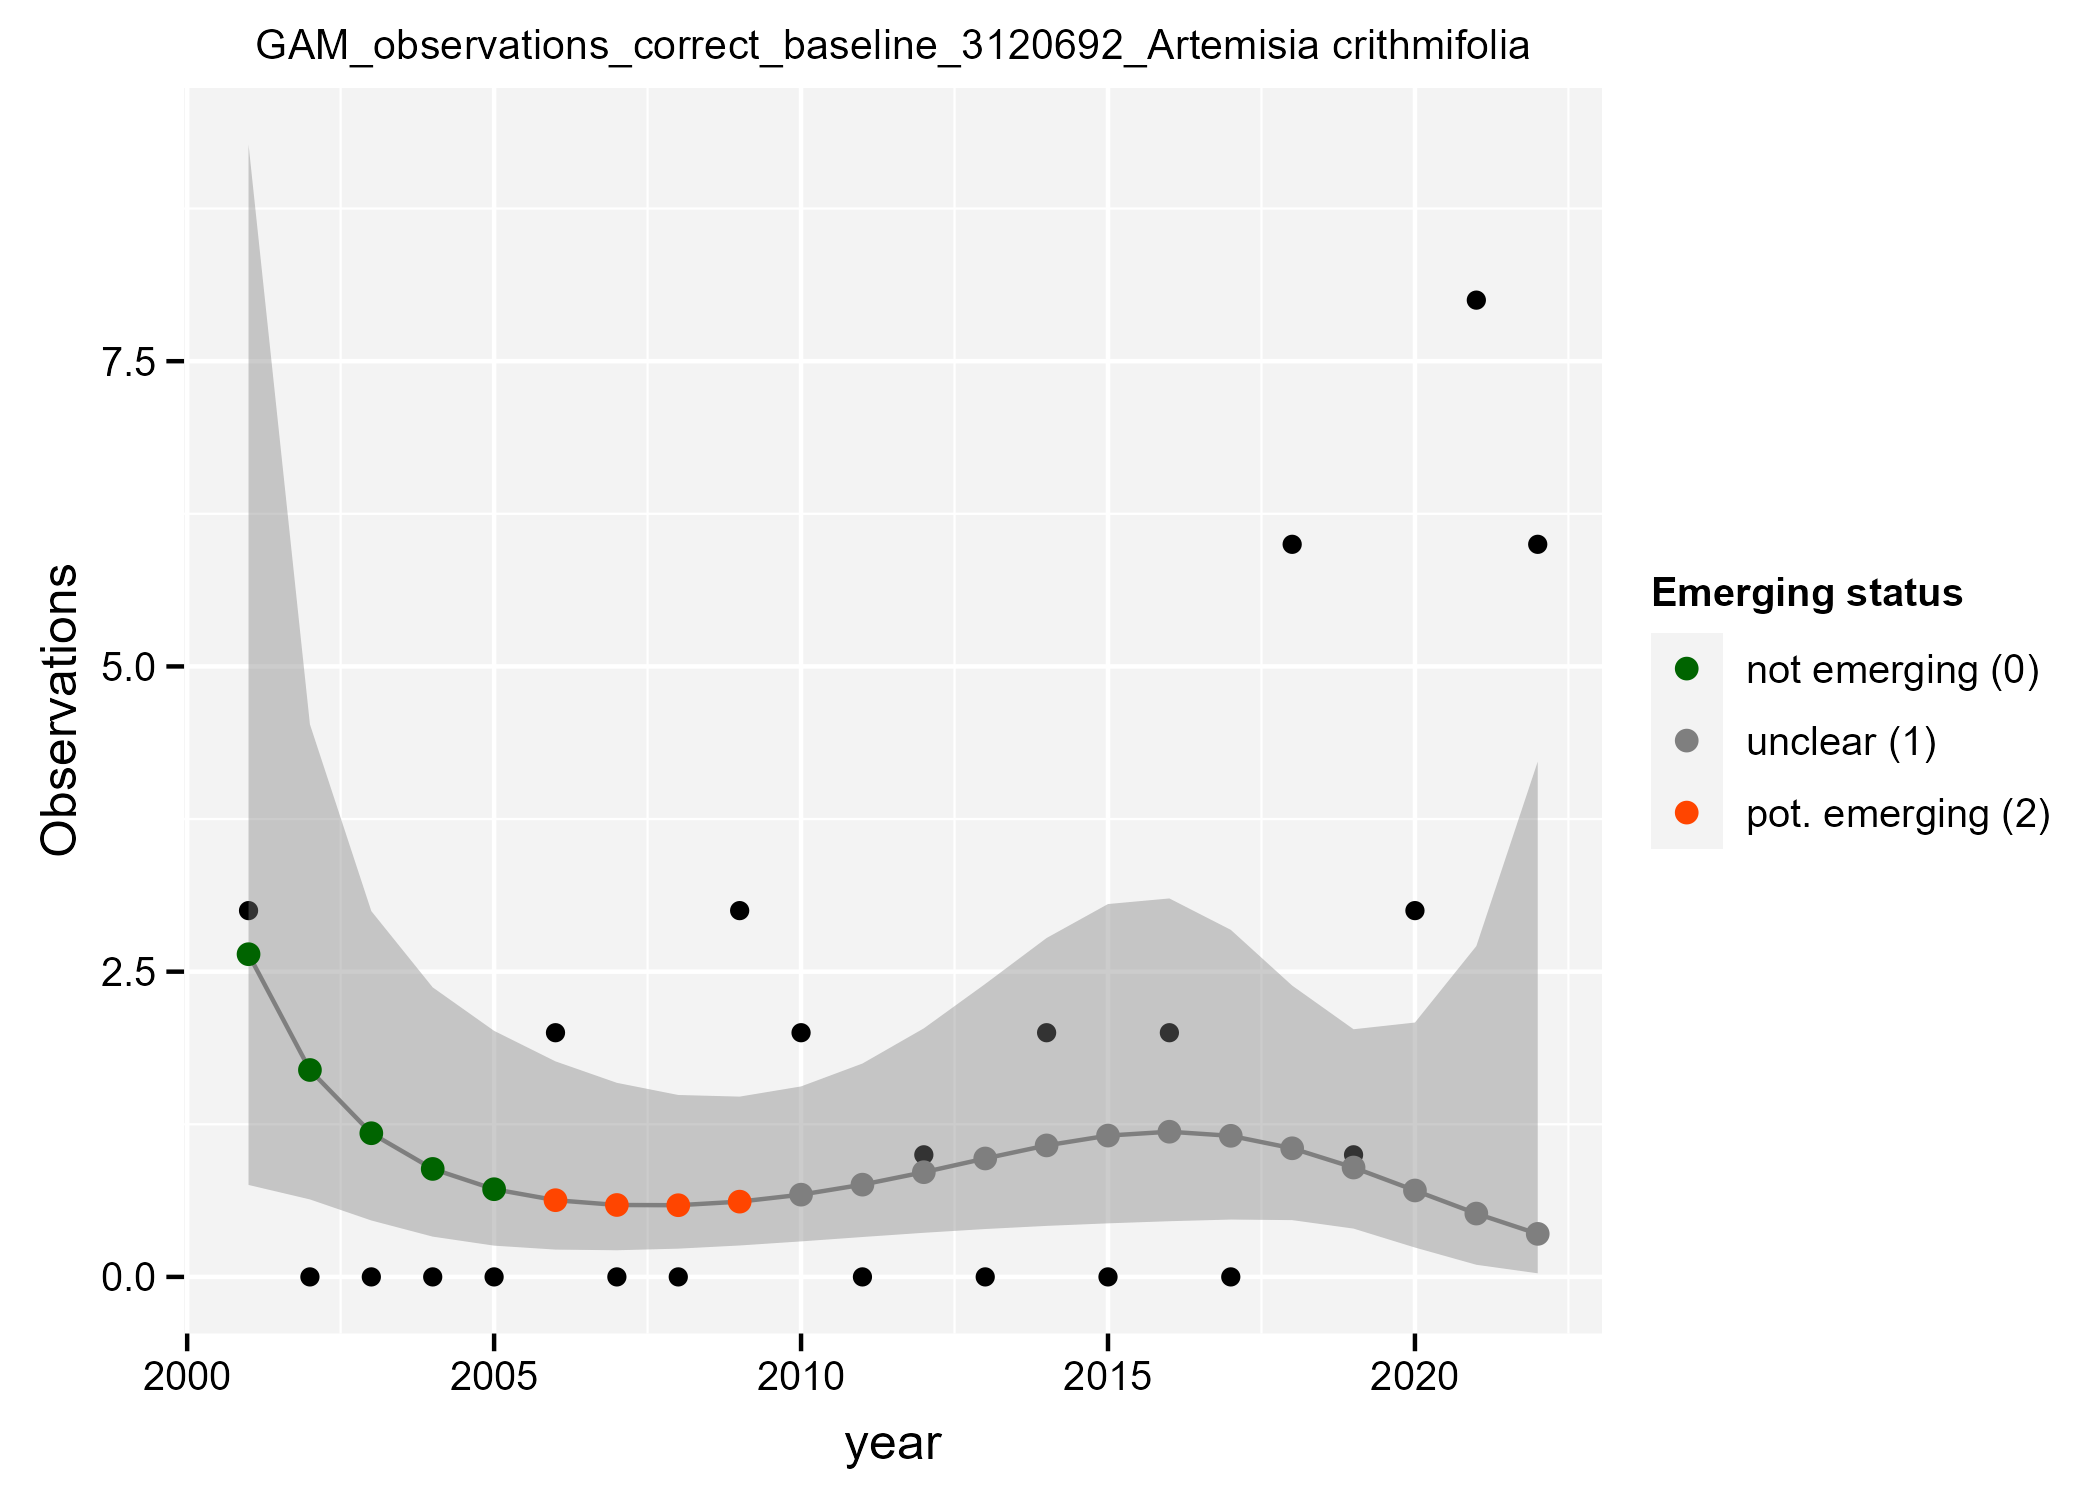 GAM_observations_correct_baseline_3120692_Artemisia crithmifolia
Observations
7.5
5.0
2.5
0.0
2000 2005 2010 2015 2020
year
Emerging status
not emerging (0)
unclear (1)
pot. emerging (2)